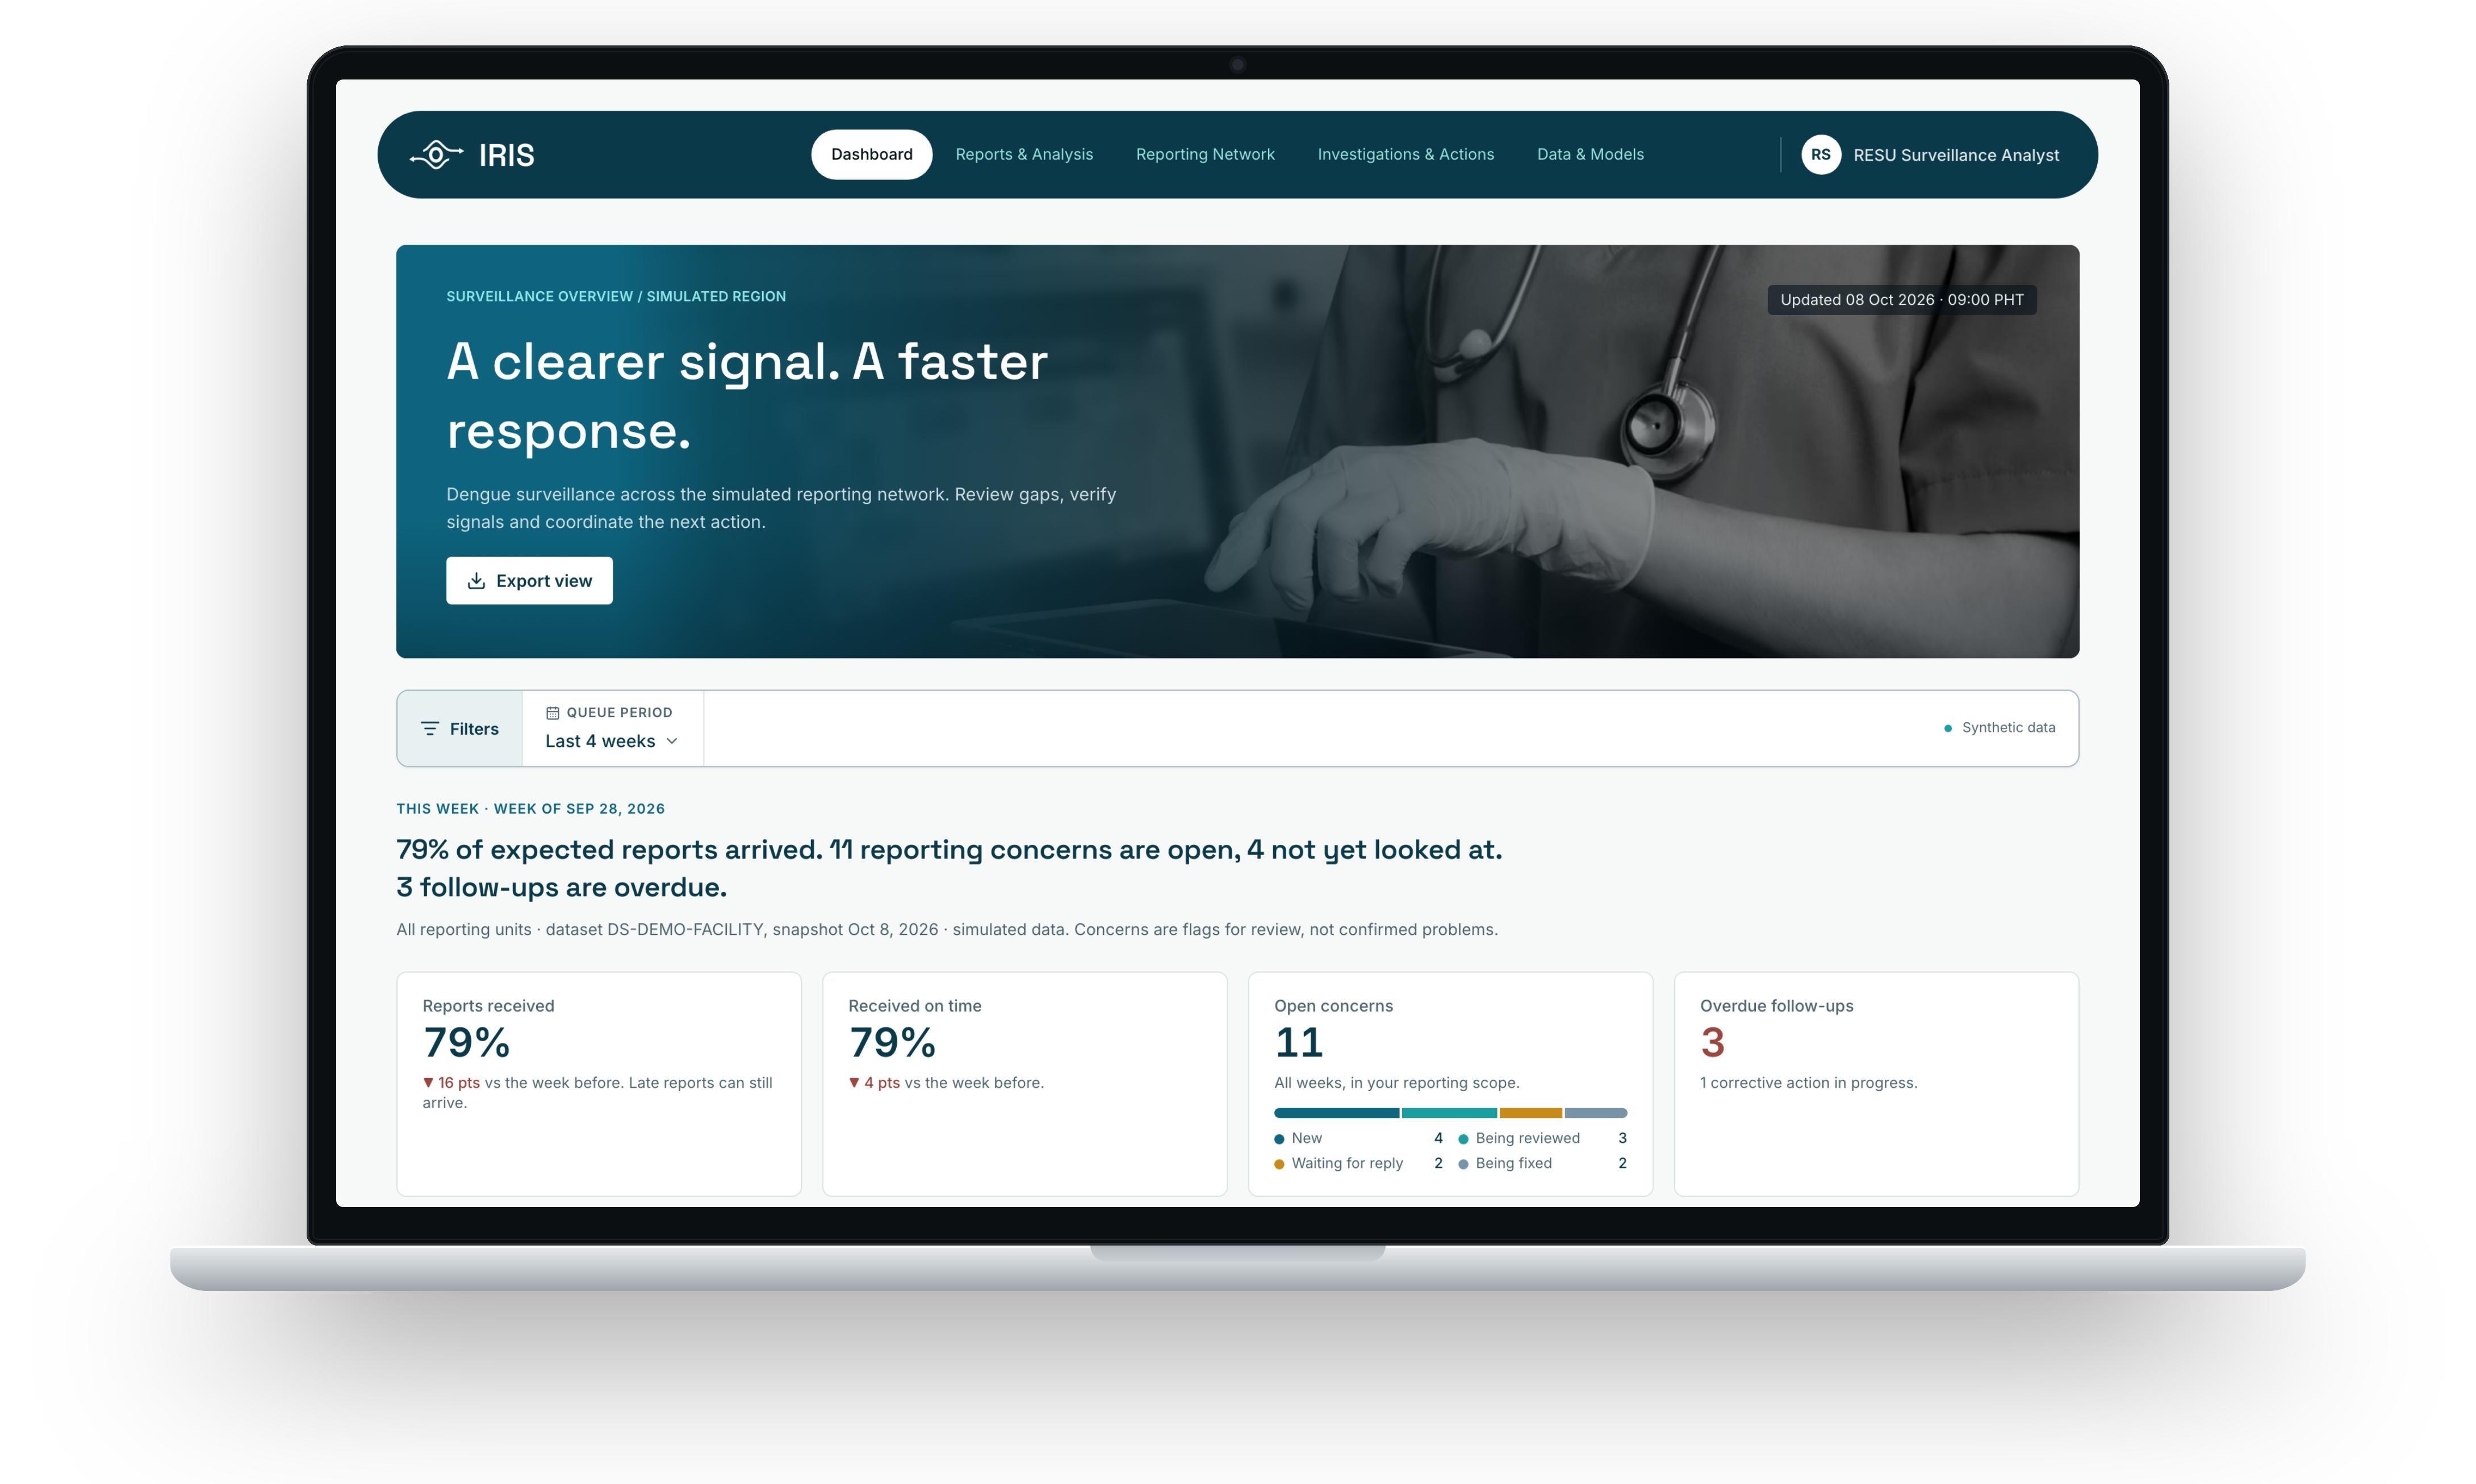 IRIS
Dashboard
Reports & Analysis
Reporting Network
Investigations & Actions
Data & Models
RS
RESU Surveillance Analyst
SURVEILLANCE OVERVIEW / SIMULATED REGION
Updated 08 Oct 2026 · 09:00 PHT
A clearer signal. A faster
response.
Dengue surveillance across the simulated reporting network. Review gaps, verify
signals and coordinate the next action.
Export view
Filters
QUEUE PERIOD
Last 4 weeks
Synthetic data
THIS WEEK · WEEK OF SEP 28, 2026
79% of expected reports arrived. 11 reporting concerns are open, 4 not yet looked at.
3 follow-ups are overdue.
All reporting units · dataset DS-DEMO-FACILITY, snapshot Oct 8, 2026 · simulated data. Concerns are flags for review, not confirmed problems.
Reports received
79%
▼ 16 pts vs the week before. Late reports can still
arrive.
Received on time
79%
▼ 4 pts vs the week before.
Open concerns
11
All weeks, in your reporting scope.
New 4
Being reviewed 3
Waiting for reply 2
Being fixed 2
Overdue follow-ups
3
1 corrective action in progress.